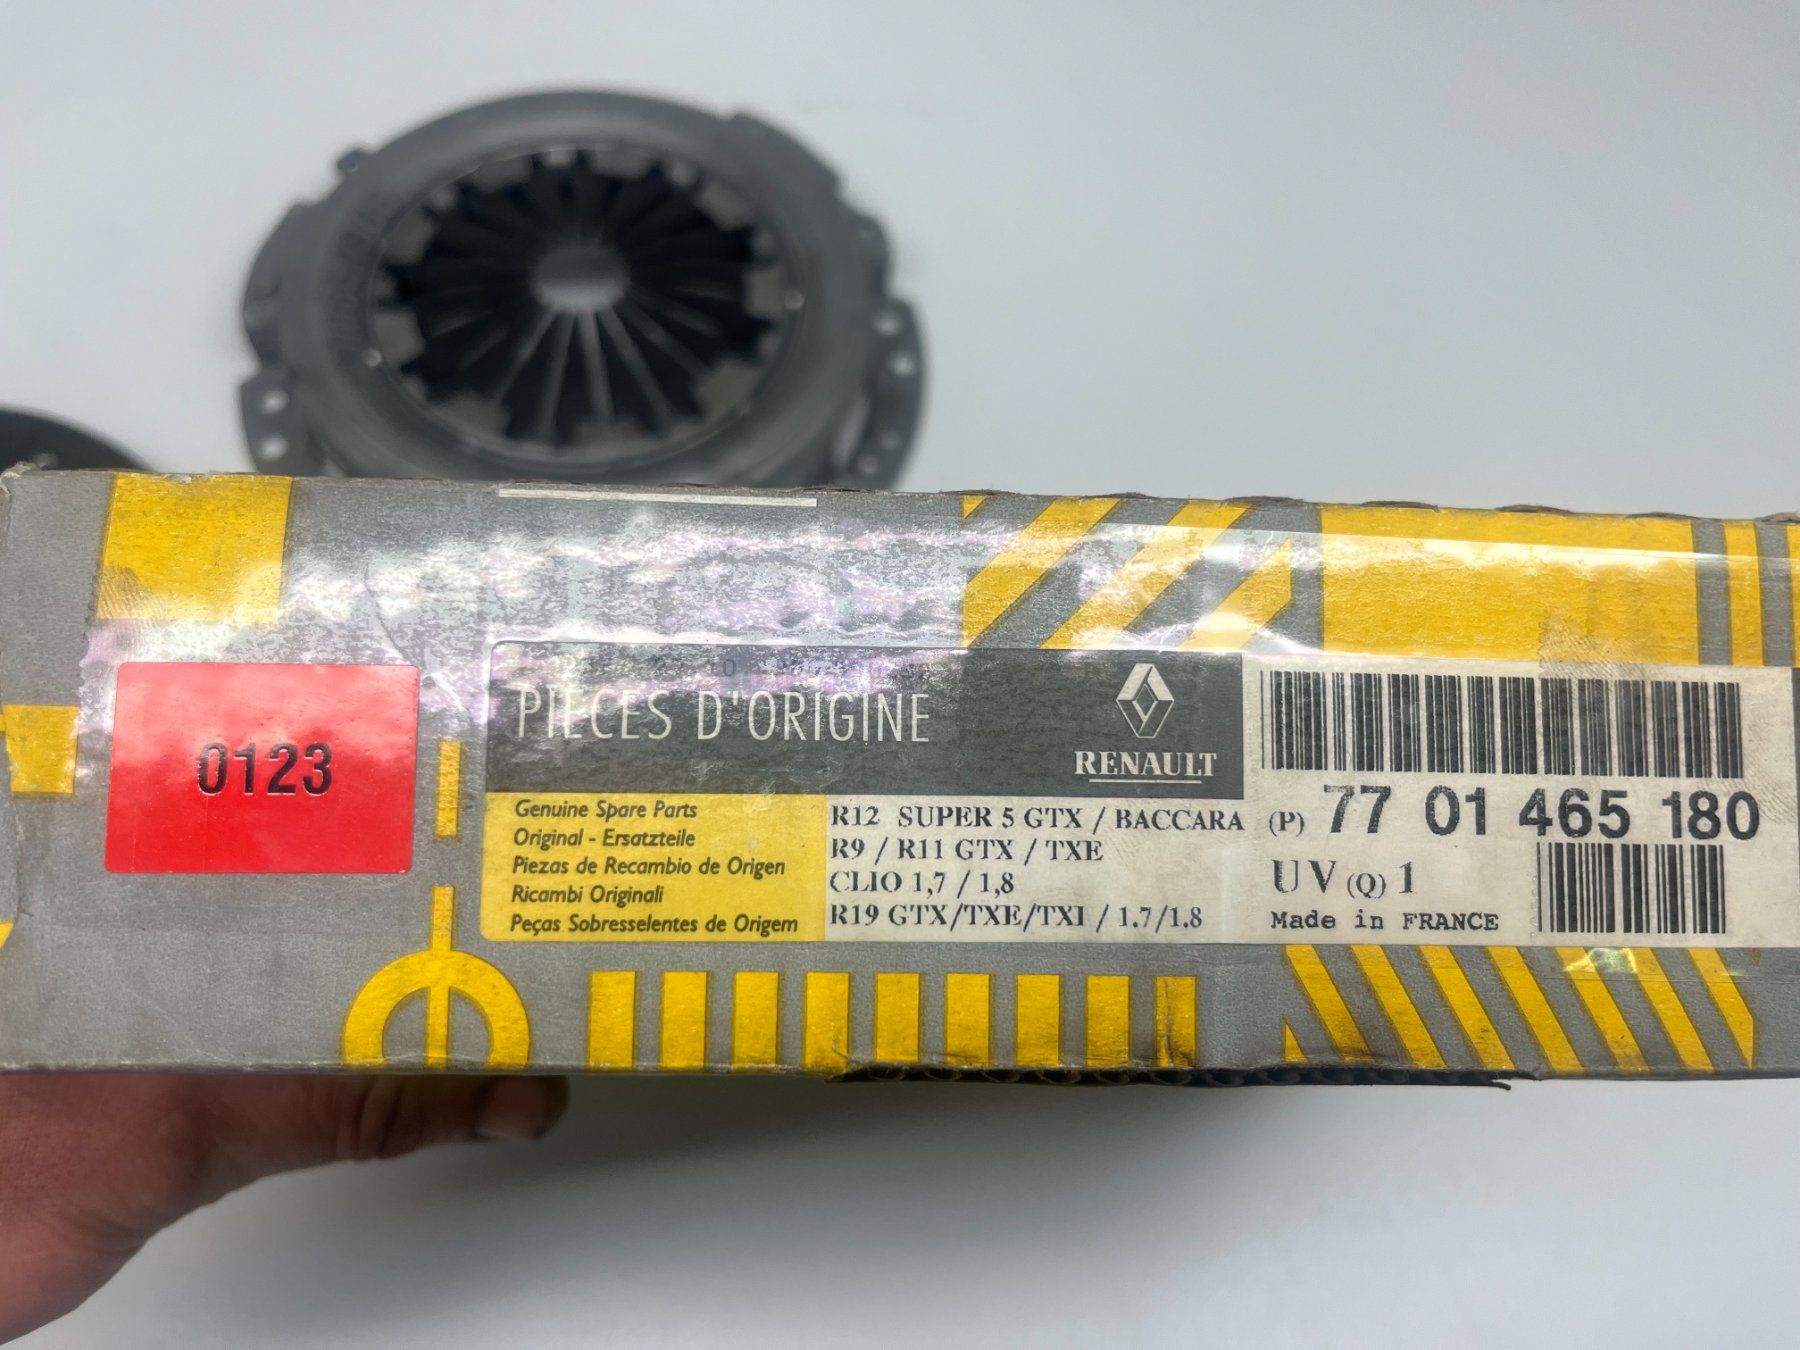 0123
PIECES D'ORIGINE
RENAULT
Genuine Spare Parts
Original - Ersatzteile
Piezas de Recambio de Origen
Ricambi Originali
Peças Sobresselentes de Origem
R12 SUPER 5 GTX / BACCARA
R9 / R11 GTX / TXE
CLIO 1,7 / 1,8
R19 GTX/TXE/TXI / 1.7/1.8
(P) 77 01 465 180
UV (Q) 1
Made in FRANCE